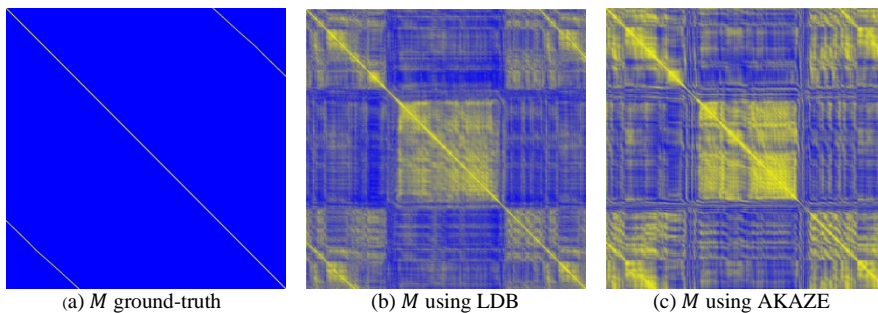 (a) M ground-truth
(b) M using LDB
(c) M using AKAZE